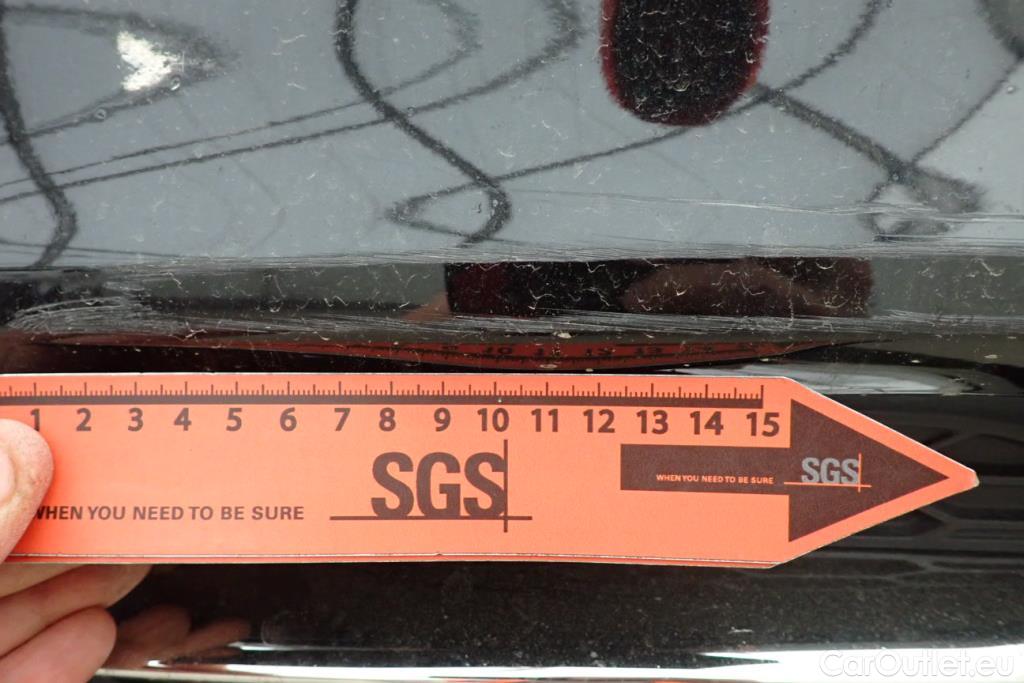 1 2 3 4 5 6 7 8 9 10 11 12 13 14 15
SGS
WHEN YOU NEED TO BE SURE
WHEN YOU NEED TO BE SURE
SGS
CarOutlet.eu